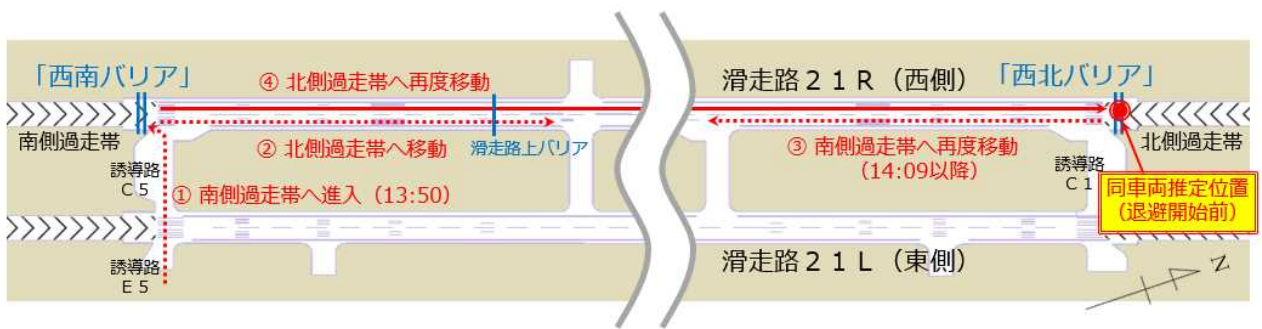 「西南バリア」
④ 北側過走帯へ再度移動
滑走路21R（西側）
「西北バリア」
南側過走帯
北側過走帯
② 北側過走帯へ移動
滑走路上バリア
③ 南側過走帯へ再度移動
（14:09以降）
誘導路
C5
誘導路
C1
① 南側過走帯へ進入（13:50）
同車両推定位置
（退避開始前）
滑走路21L（東側）
誘導路
E5
N